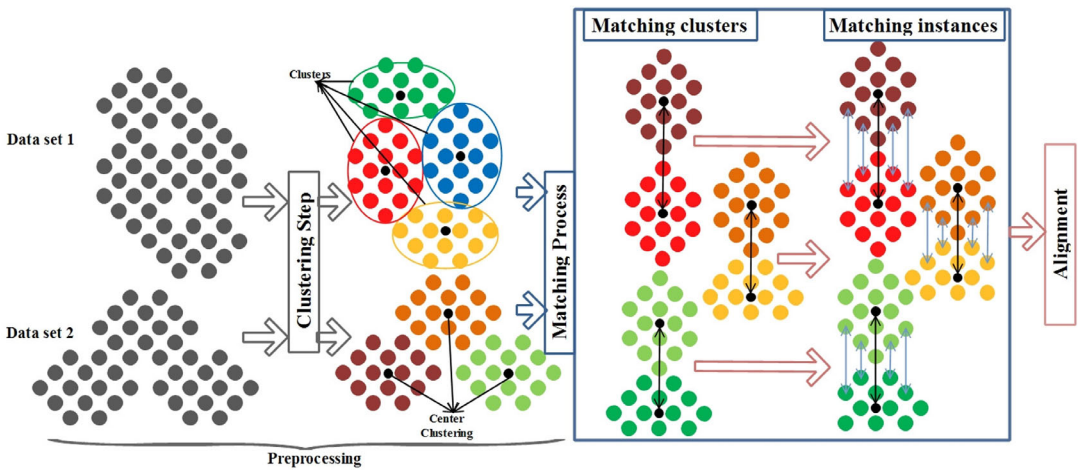 Matching clusters
Matching instances
Clusters
Data set 1
Clustering Step
Matching Process
Alignment
Data set 2
Center
Clustering
Preprocessing